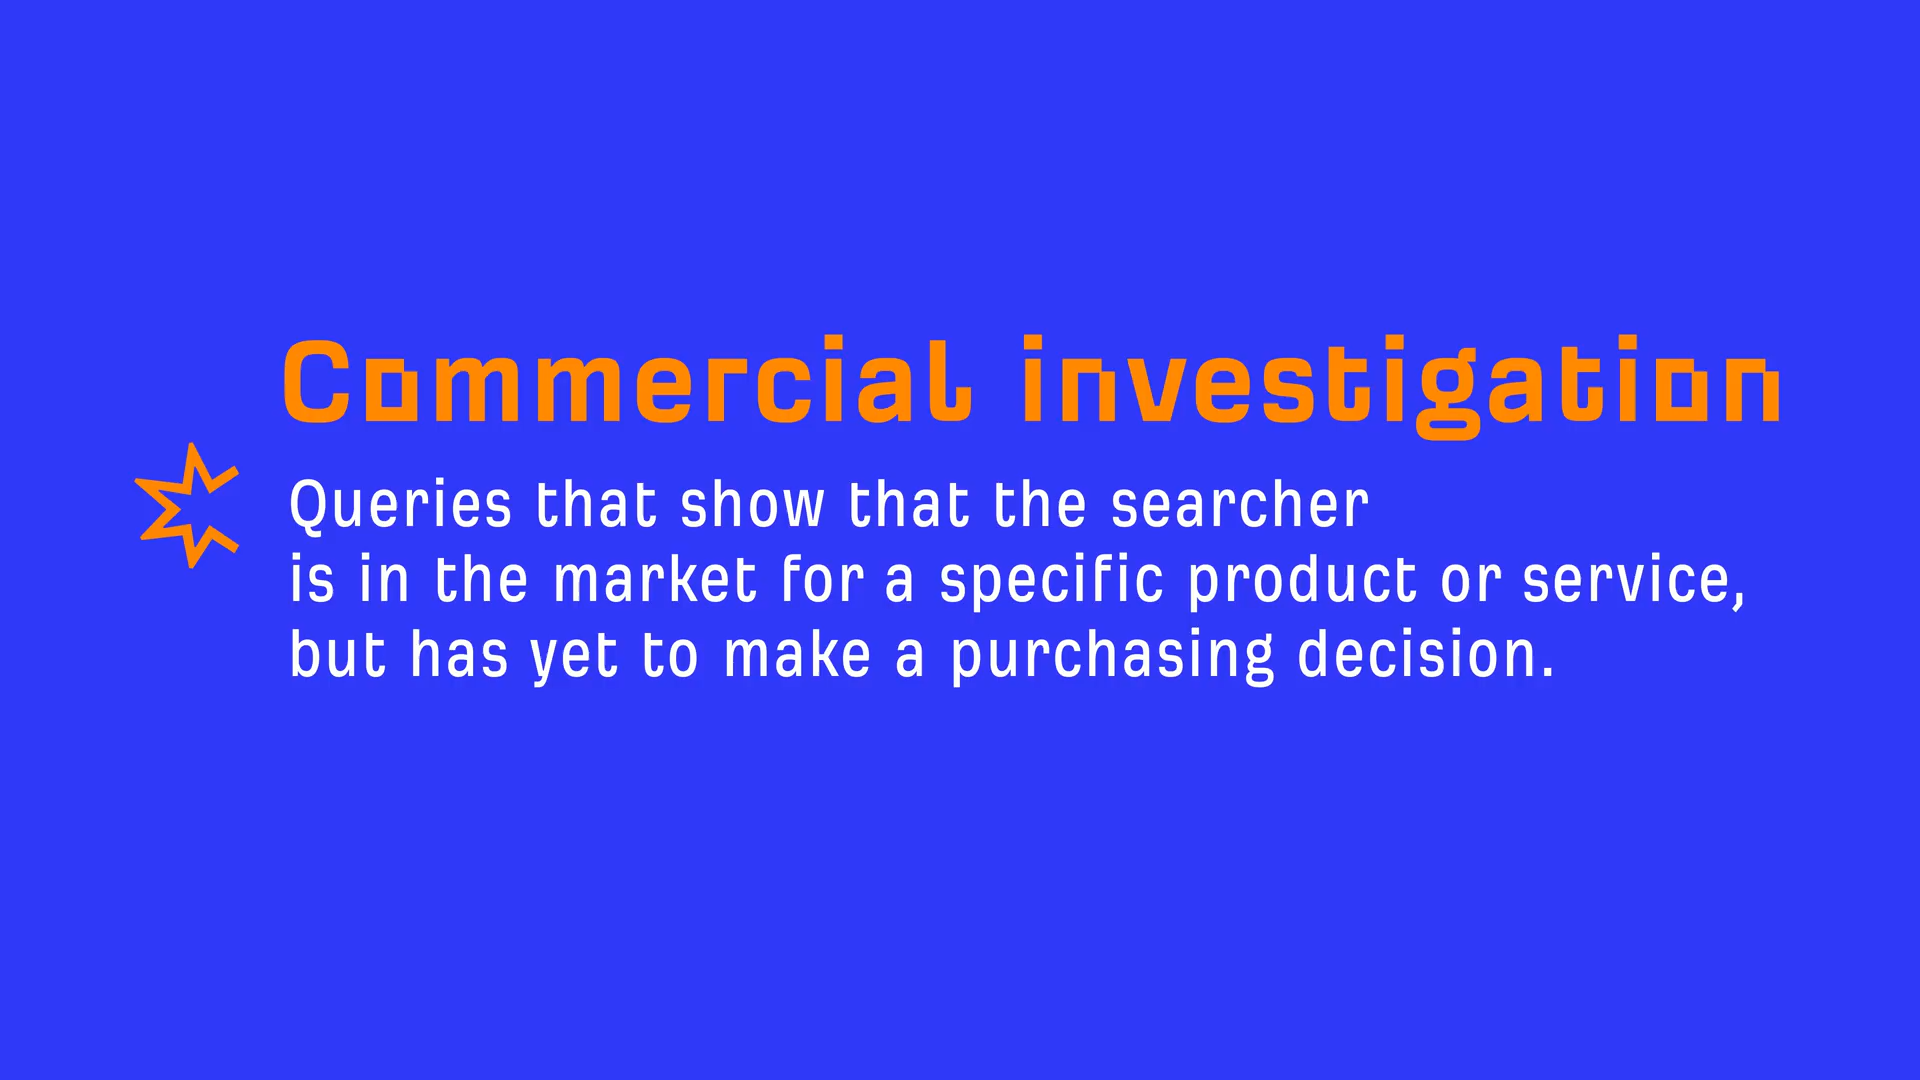 Commercial investigation
Queries that show that the searcher
is in the market for a specific product or service,
but has yet to make a purchasing decision.